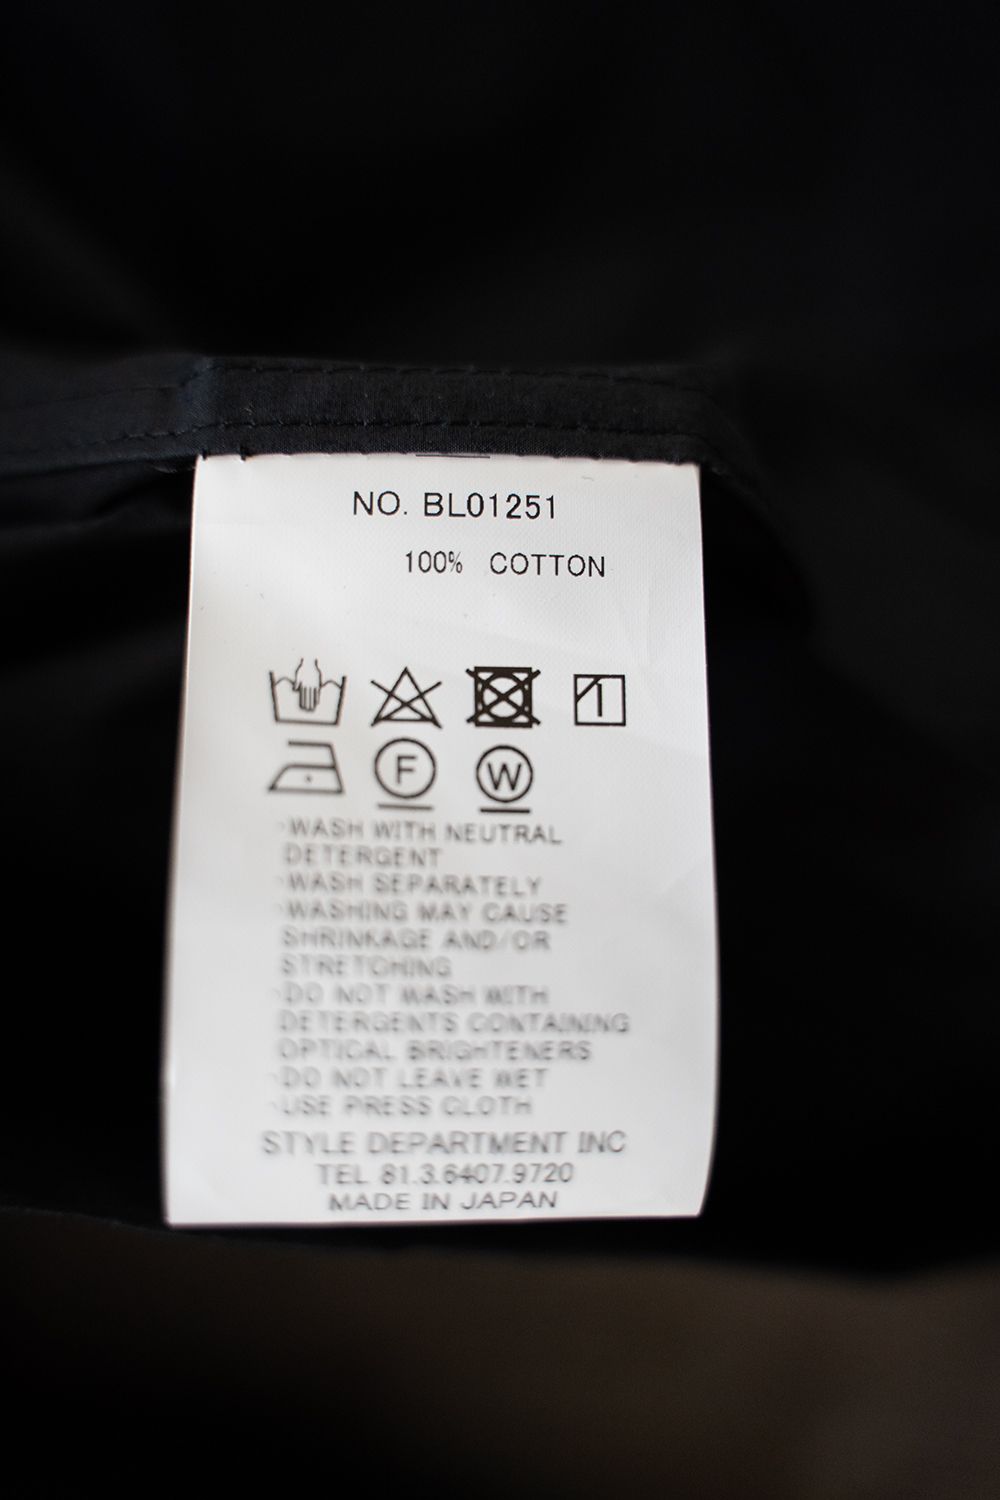 NO. BL01251
100% COTTON
F
W
·WASH WITH NEUTRAL
DETERGENT
·WASH SEPARATELY
·WASHING MAY CAUSE
SHRINKAGE AND/OR
STRETCHING
·DO NOT WASH WITH
DETERGENTS CONTAINING
OPTICAL BRIGHTENERS
·DO NOT LEAVE WET
·USE PRESS CLOTH
STYLE DEPARTMENT INC
TEL 81.3.6407.9720
MADE IN JAPAN